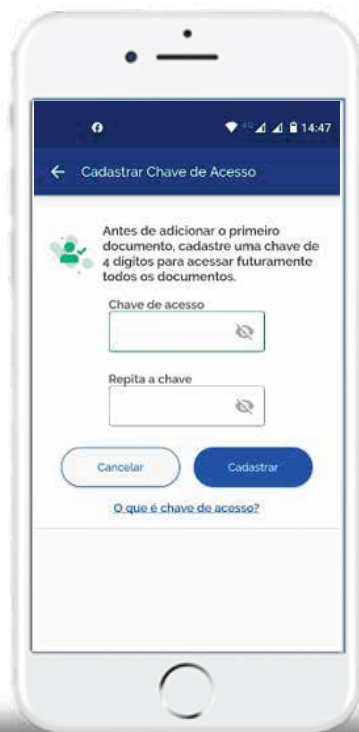 4G 14:47
Cadastrar Chave de Acesso
Antes de adicionar o primeiro
documento, cadastre uma chave de
4 dígitos para acessar futuramente
todos os documentos.
Chave de acesso
Repita a chave
Cancelar
Cadastrar
O que é chave de acesso?